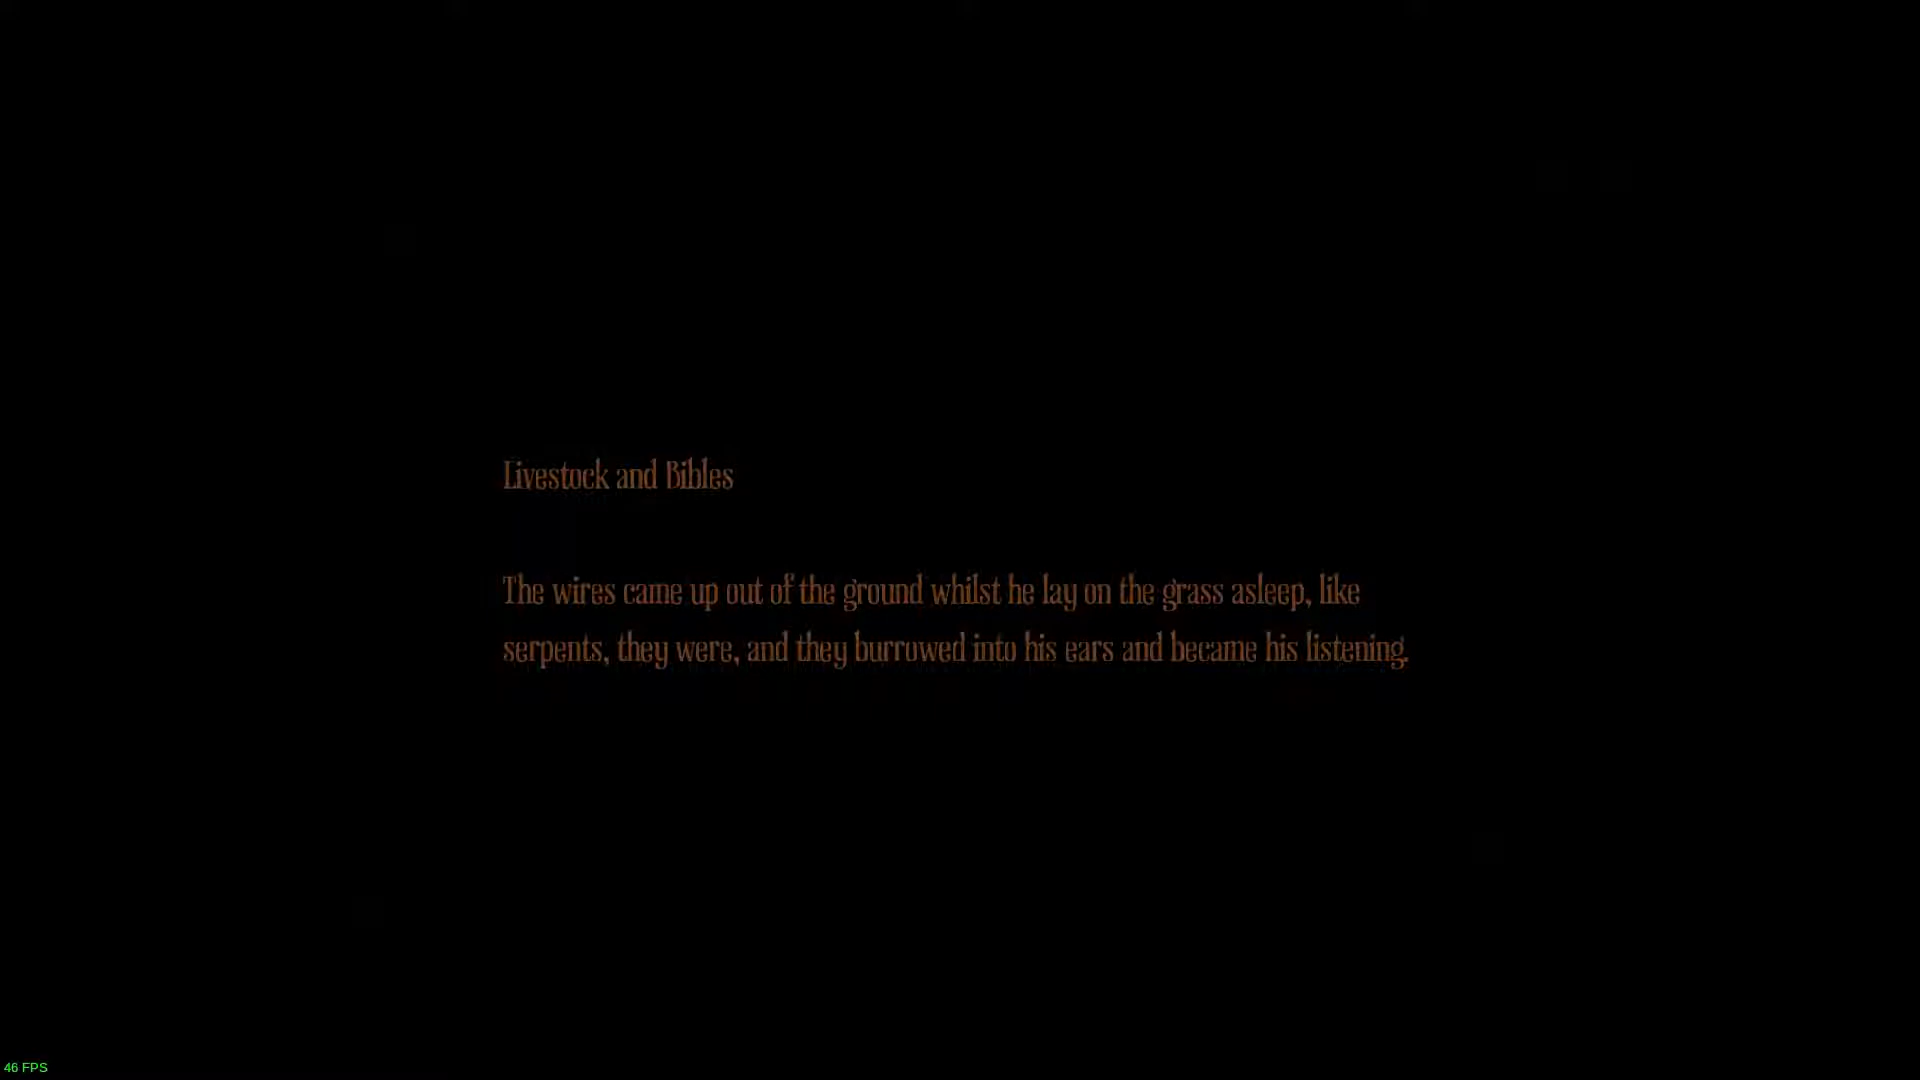 Livestock and Bibles
The wires came up out of the ground whilst he lay on the grass asleep, like
serpents, they were, and they burrowed into his ears and became his listening.
46 FPS